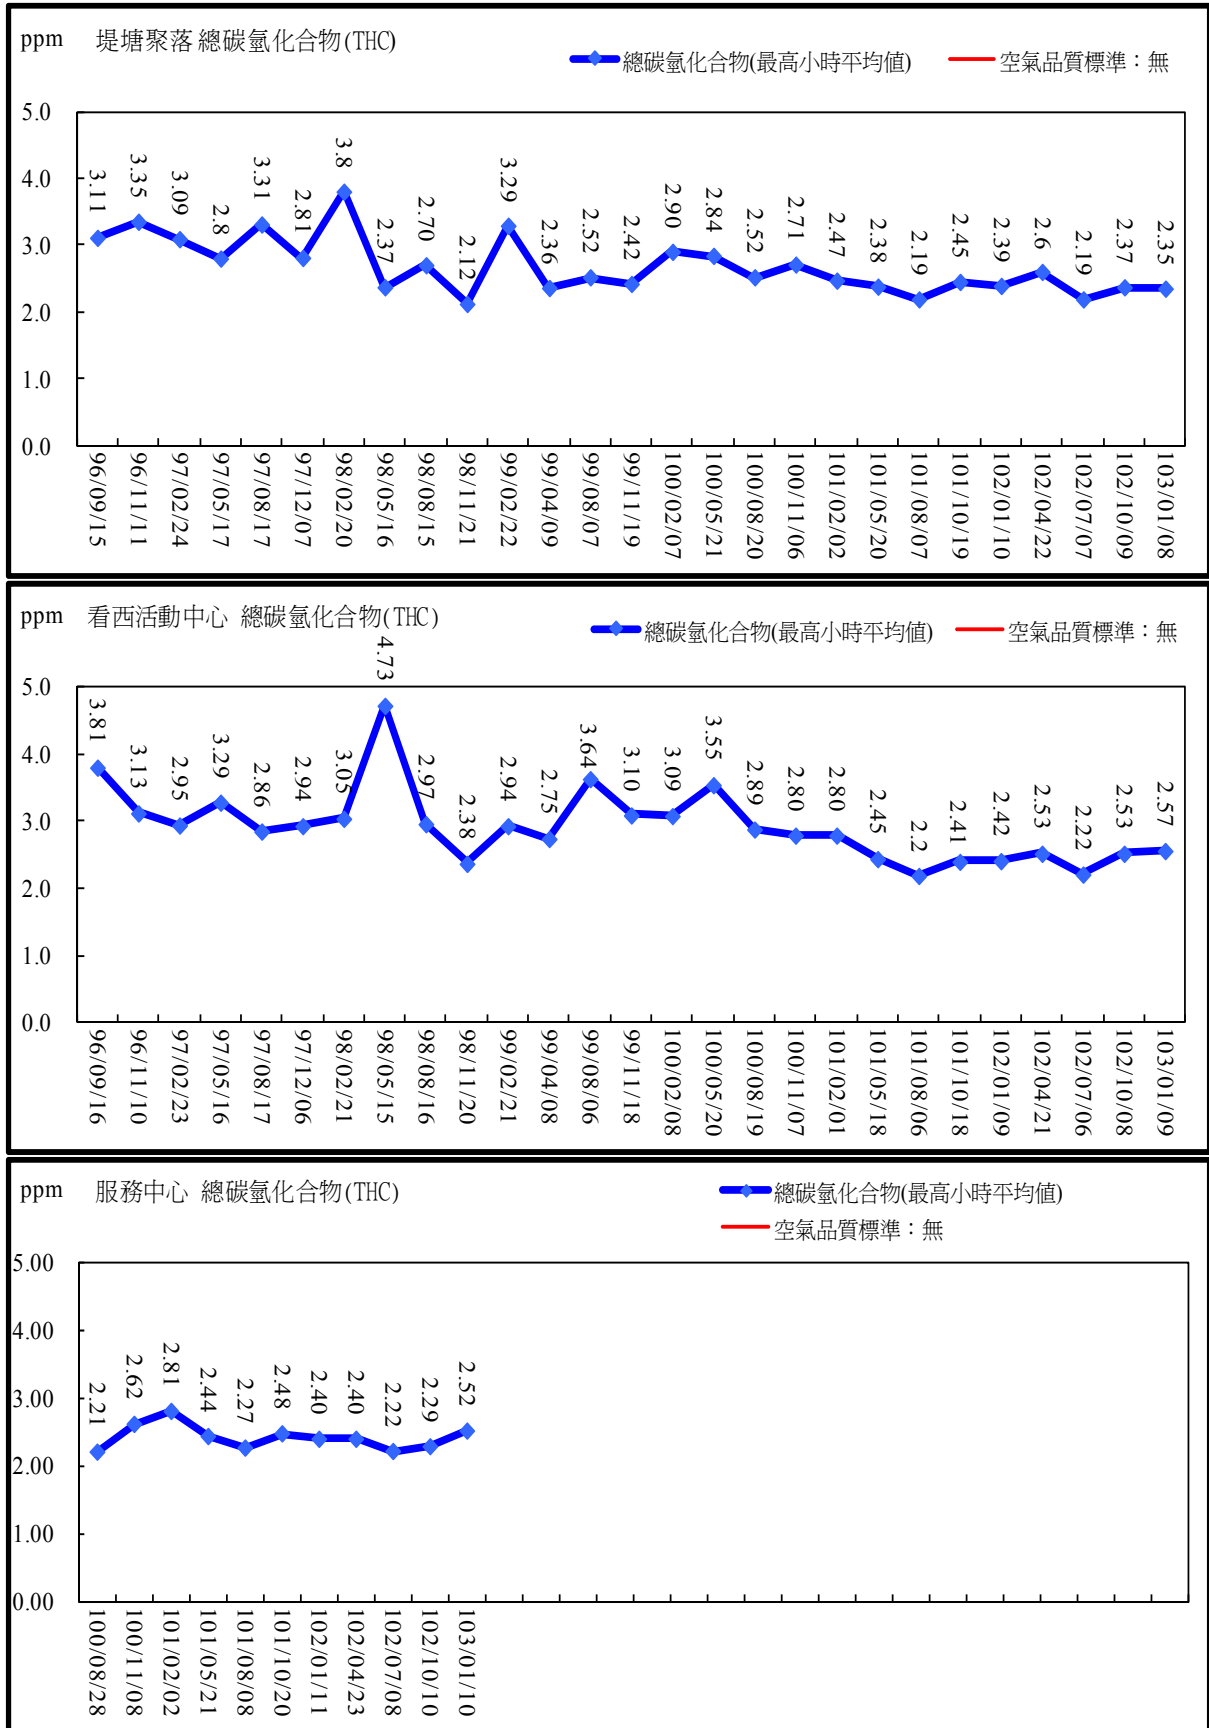 ppm 堤塘聚落 總碳氫化合物(THC)
總碳氫化合物(最高小時平均值) 空氣品質標準：無
5.0
4.0
3.0
2.0
1.0
0.0
3.11 3.35 3.09 2.8 3.31 2.81 3.8 2.37 2.70 2.12 3.29 2.36 2.52 2.42 2.90 2.84 2.52 2.71 2.47 2.38 2.19 2.45 2.39 2.6 2.19 2.37 2.35
96/09/15 96/11/11 97/02/24 97/05/17 97/08/17 97/12/07 98/02/20 98/05/16 98/08/15 98/11/21 99/02/22 99/04/09 99/08/07 99/11/19 100/02/07 100/05/21 100/08/20 100/11/06 101/02/02 101/05/20 101/08/07 101/10/19 102/01/10 102/04/22 102/07/07 102/10/09 103/01/08
ppm 看西活動中心 總碳氫化合物(THC)
總碳氫化合物(最高小時平均值) 空氣品質標準：無
5.0
4.0
3.0
2.0
1.0
0.0
3.81 3.13 2.95 3.29 2.86 2.94 3.05 4.73 2.97 2.38 2.94 2.75 3.64 3.10 3.09 3.55 2.89 2.80 2.80 2.45 2.2 2.41 2.42 2.53 2.22 2.53 2.57
96/09/16 96/11/10 97/02/23 97/05/16 97/08/17 97/12/06 98/02/21 98/05/15 98/08/16 98/11/20 99/02/21 99/04/08 99/08/06 99/11/18 100/02/08 100/05/20 100/08/19 100/11/07 101/02/01 101/05/18 101/08/06 101/10/18 102/01/09 102/04/21 102/07/06 102/10/08 103/01/09
ppm 服務中心 總碳氫化合物(THC)
總碳氫化合物(最高小時平均值)
空氣品質標準：無
5.00
4.00
3.00
2.00
1.00
0.00
2.21 2.62 2.81 2.44 2.27 2.48 2.40 2.40 2.22 2.29 2.52
100/08/28 100/11/08 101/02/02 101/05/21 101/08/08 101/10/20 102/01/11 102/04/23 102/07/08 102/10/10 103/01/10